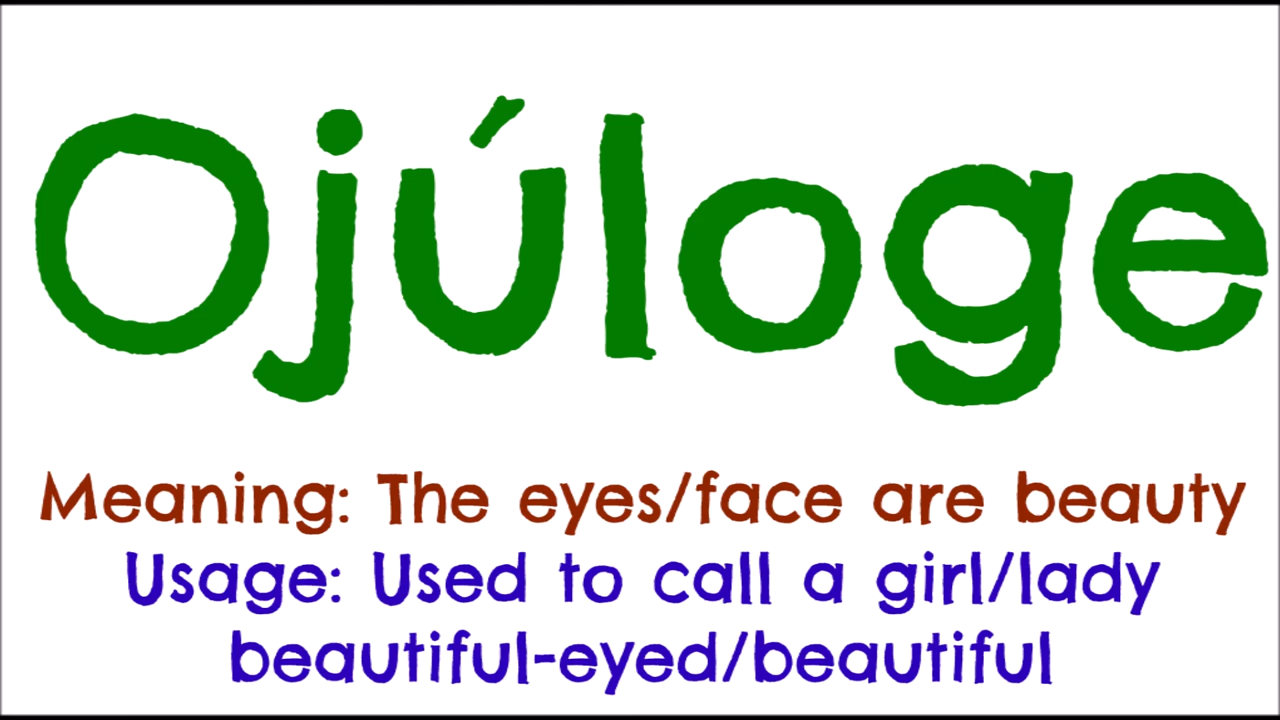 Ojúloge
Meaning: The eyes/face are beauty
Usage: Used to call a girl/lady
beautiful-eyed/beautiful